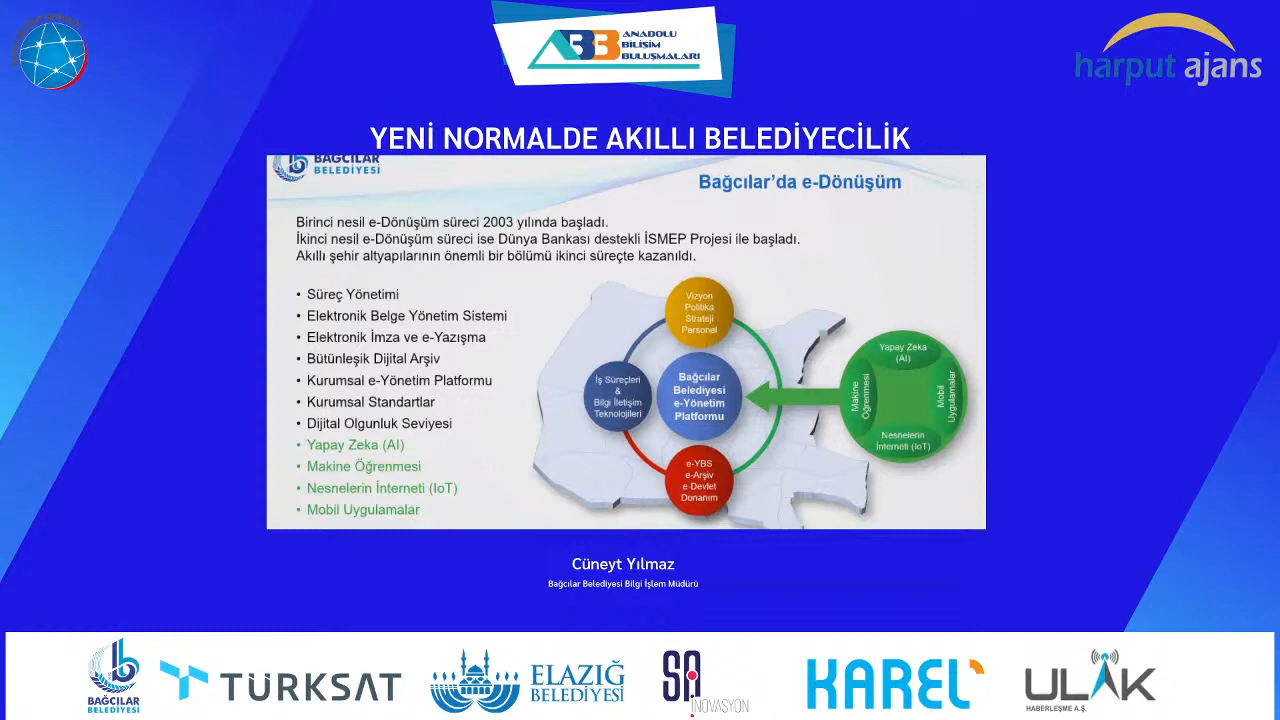 ANADOLU
BİLİŞİM
BULUŞMALARI
harput ajans
YENİ NORMALDE AKILLI BELEDİYECİLİK
BAĞCILAR
BELEDİYESİ
Bağcılar'da e-Dönüşüm
Birinci nesil e-Dönüşüm süreci 2003 yılında başladı.
İkinci nesil e-Dönüşüm süreci ise Dünya Bankası destekli İSMEP Projesi ile başladı.
Akıllı şehir altyapılarının önemli bir bölümü ikinci süreçte kazanıldı.
• Süreç Yönetimi
• Elektronik Belge Yönetim Sistemi
• Elektronik İmza ve e-Yazışma
• Bütünleşik Dijital Arşiv
• Kurumsal e-Yönetim Platformu
• Kurumsal Standartlar
• Dijital Olgunluk Seviyesi
• Yapay Zeka (AI)
• Makine Öğrenmesi
• Nesnelerin İnterneti (IoT)
• Mobil Uygulamalar
Vizyon
Politika
Strateji
Personel
İş Süreçleri
&
Bilgi İletişim
Teknolojileri
Bağcılar
Belediyesi
e-Yönetim
Platformu
e-YBS
e-Arşiv
e-Devlet
Donanım
Yapay Zeka
(AI)
Makine
Öğrenmesi
Mobil
Uygulamalar
Nesnelerin
İnterneti (IoT)
Cüneyt Yılmaz
Bağcılar Belediyesi Bilgi İşlem Müdürü
BAĞCILAR
BELEDİYESİ
TÜRKSAT
ELAZIĞ
BELEDİYESİ
SP
İNOVASYON
KAREL
ULAK
HABERLEŞME A.Ş.